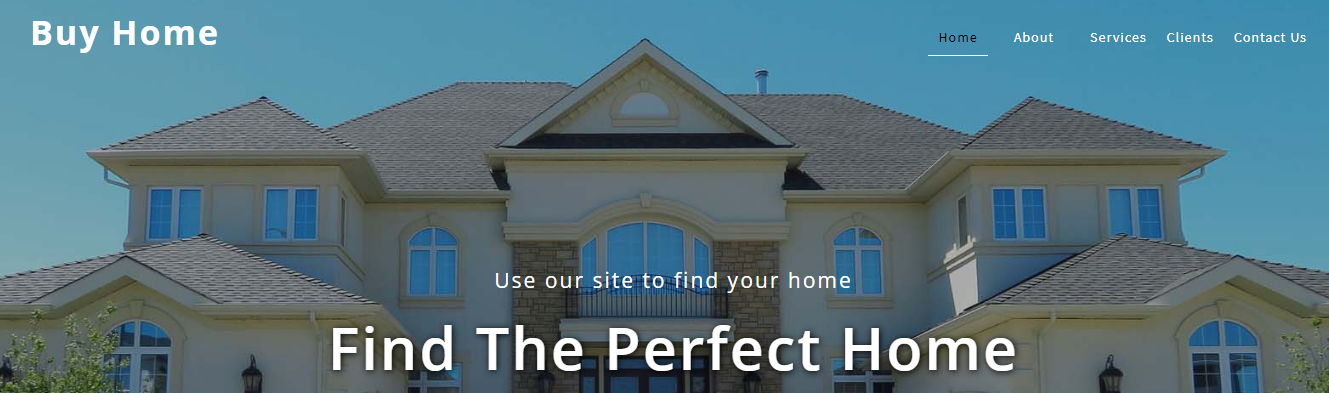 Buy Home
Home About Services Clients Contact Us
Use our site to find your home
Find The Perfect Home